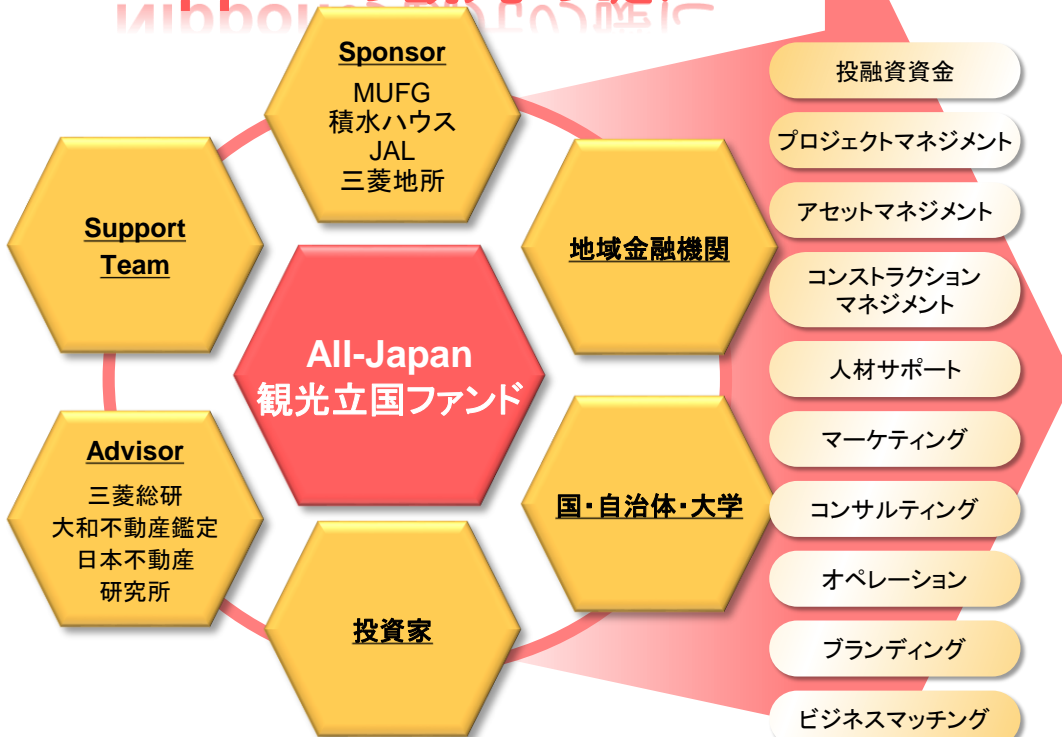 Sponsor
MUFG
積水ハウス
JAL
三菱地所
Support
Team
地域金融機関
All-Japan
観光立国ファンド
Advisor
三菱総研
大和不動産鑑定
日本不動産
研究所
国・自治体・大学
投資家
投融資資金
プロジェクトマネジメント
アセットマネジメント
コンストラクション
マネジメント
人材サポート
マーケティング
コンサルティング
オペレーション
ブランディング
ビジネスマッチング